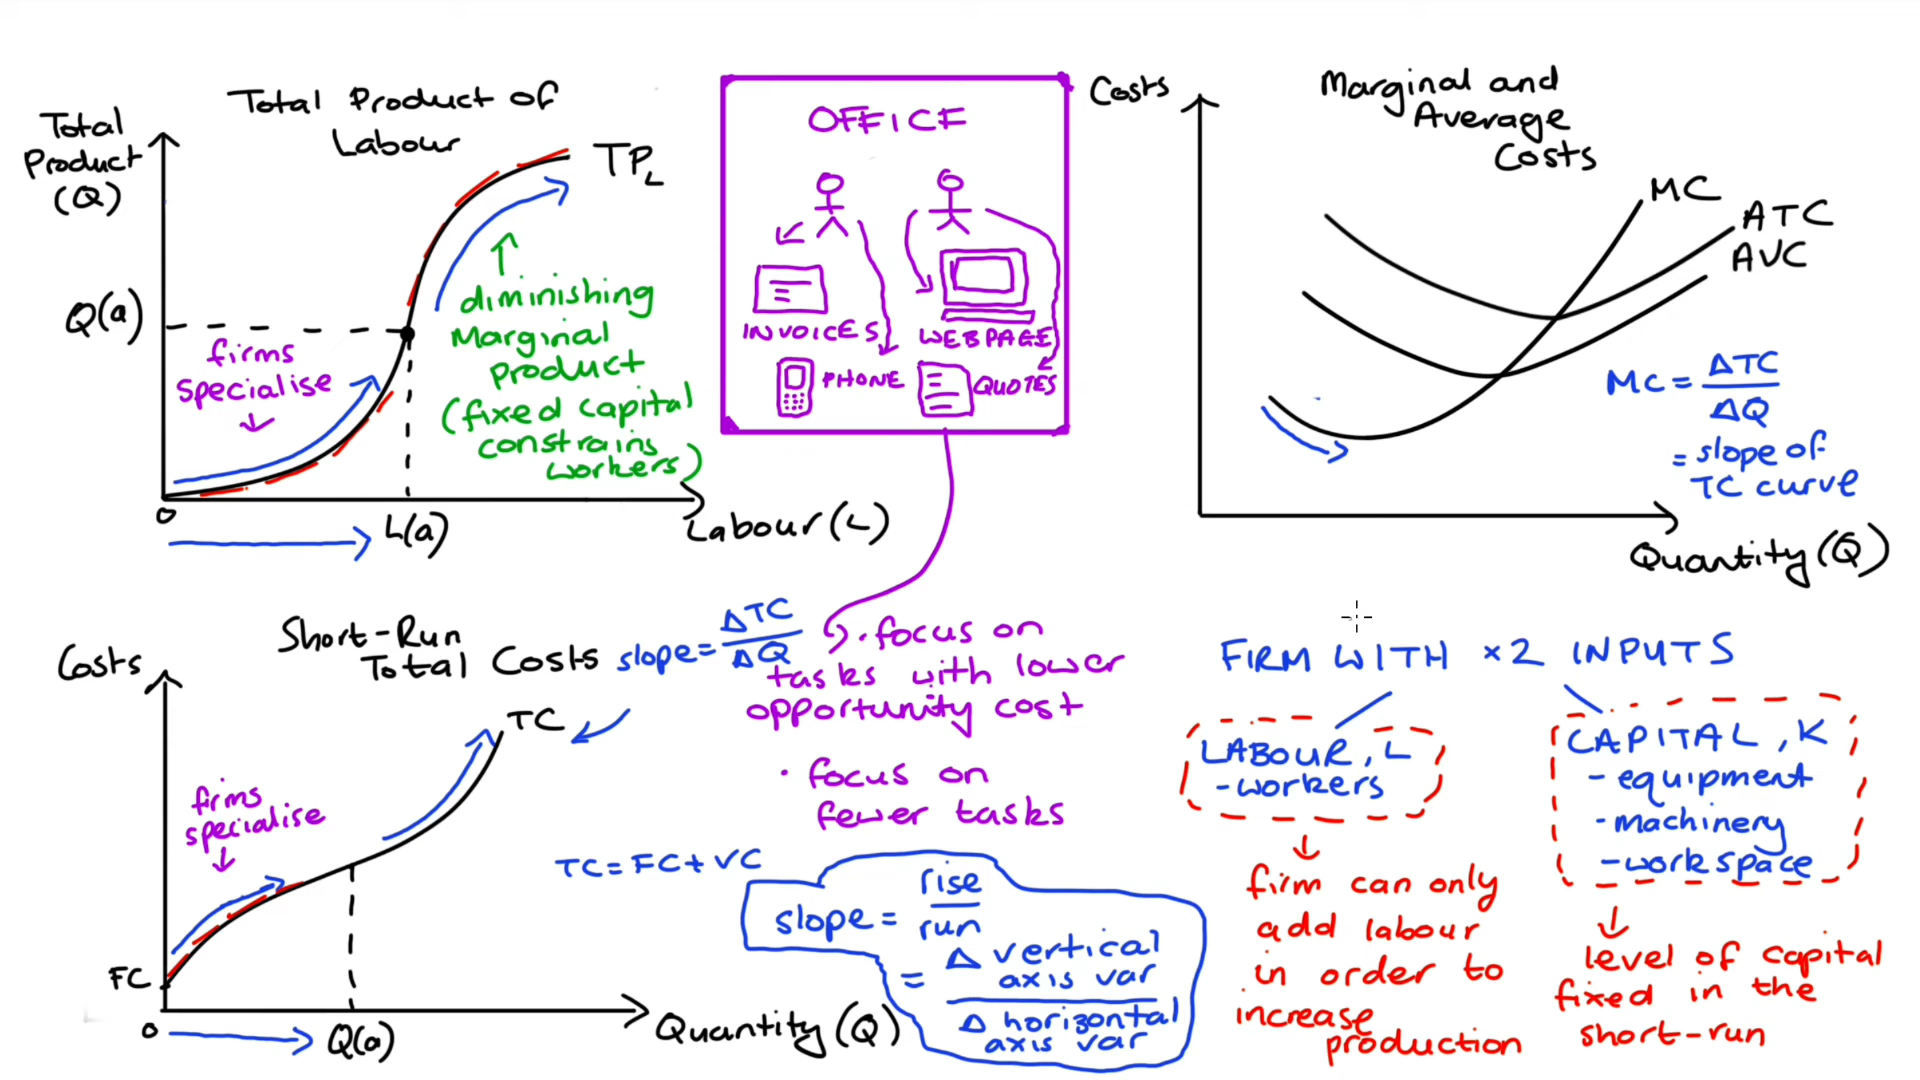 Total Product of
Labour
Total
Product
(Q)
TP_L
Q(a)
firms
specialise
diminishing
Marginal
product
(fixed capital
constrains
workers)
0
L(a)
Labour (L)
OFFICE
INVOICES
WEBPAGE
PHONE
QUOTES
Costs
Marginal and
Average
Costs
MC
ATC
AVC
MC = ΔTC
ΔQ
= slope of
TC curve
Quantity (Q)
Short-Run
Total Costs
Costs
slope = ΔTC
ΔQ
TC
firms
specialise
FC
0
Q(a)
Quantity (Q)
TC = FC + VC
· focus on
tasks with lower
opportunity cost
· focus on
fewer tasks
slope = rise
run
= Δ vertical
axis var
Δ horizontal
axis var
FIRM WITH ×2 INPUTS
LABOUR, L
- workers
firm can only
add labour
in order to
increase
production
CAPITAL, K
- equipment
- machinery
- workspace
level of capital
fixed in the
short-run